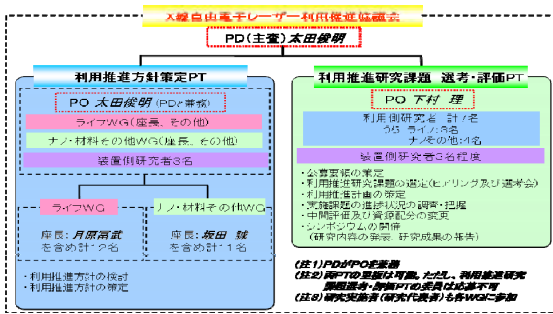 X線自由電子レーザー利用推進協議会
PD(主査)太田俊明
利用推進方針策定PT
PO 太田俊明(PDと兼務)
ライフWG(座長、その他)
ナノ・材料その他WG(座長、その他)
装置側研究者3名
ライフWG
座長:月原冨武
を含め計12名
ナノ・材料その他WG
座長:坂田 誠
を含め計11名
・利用推進方針の検討
・利用推進方針の策定
利用推進研究課題 選考・評価PT
PO 下村 理
利用側研究者 計7名
うち ライフ:3名
ナノその他:4名
装置側研究者3名程度
・公募要領の策定
・利用推進研究課題の選定(ヒアリング及び選考会)
・利用推進計画の策定
・実施課題の進捗状況の調査・把握
・中間評価及び資源配分の変更
・シンポジウムの開催
(研究内容の発表、研究成果の報告)
(注1)PDがPOを兼務
(注2)両PTの兼任は可能。ただし、利用推進研究
課題選考・評価PTの委員は応募不可
(注3)研究実施者(研究代表者)も各WGに参加